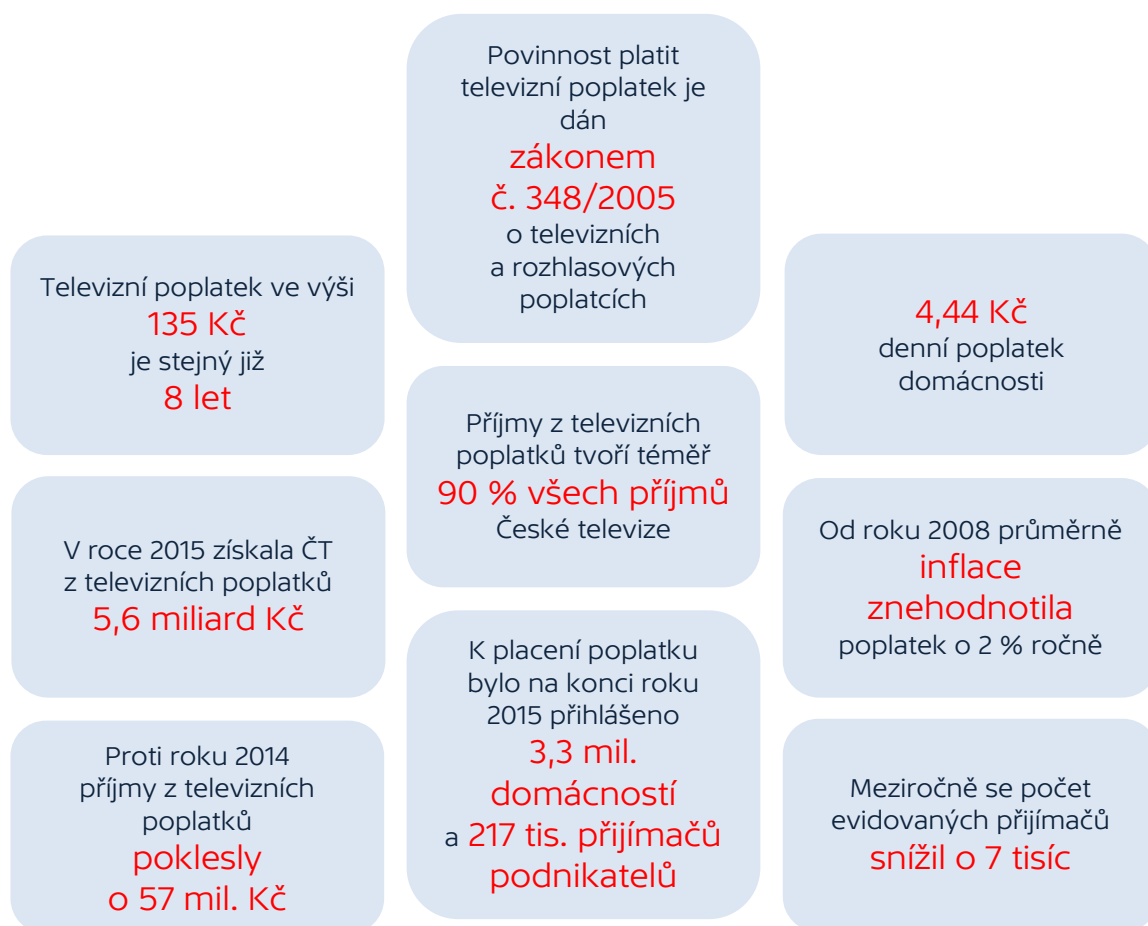 Povinnost platit
televizní poplatek je
dán
zákonem
č. 348/2005
o televizních
a rozhlasových
poplatcích
Televizní poplatek ve výši
135 Kč
je stejný již
8 let
4,44 Kč
denní poplatek
domácnosti
Příjmy z televizních
poplatků tvoří téměř
90 % všech příjmů
České televize
V roce 2015 získala ČT
z televizních poplatků
5,6 miliard Kč
Od roku 2008 průměrně
inflace
znehodnotila
poplatek o 2 % ročně
K placení poplatku
bylo na konci roku
2015 přihlášeno
3,3 mil.
domácností
a 217 tis. přijímačů
podnikatelů
Proti roku 2014
příjmy z televizních
poplatků
poklesly
o 57 mil. Kč
Meziročně se počet
evidovaných přijímačů
snížil o 7 tisíc